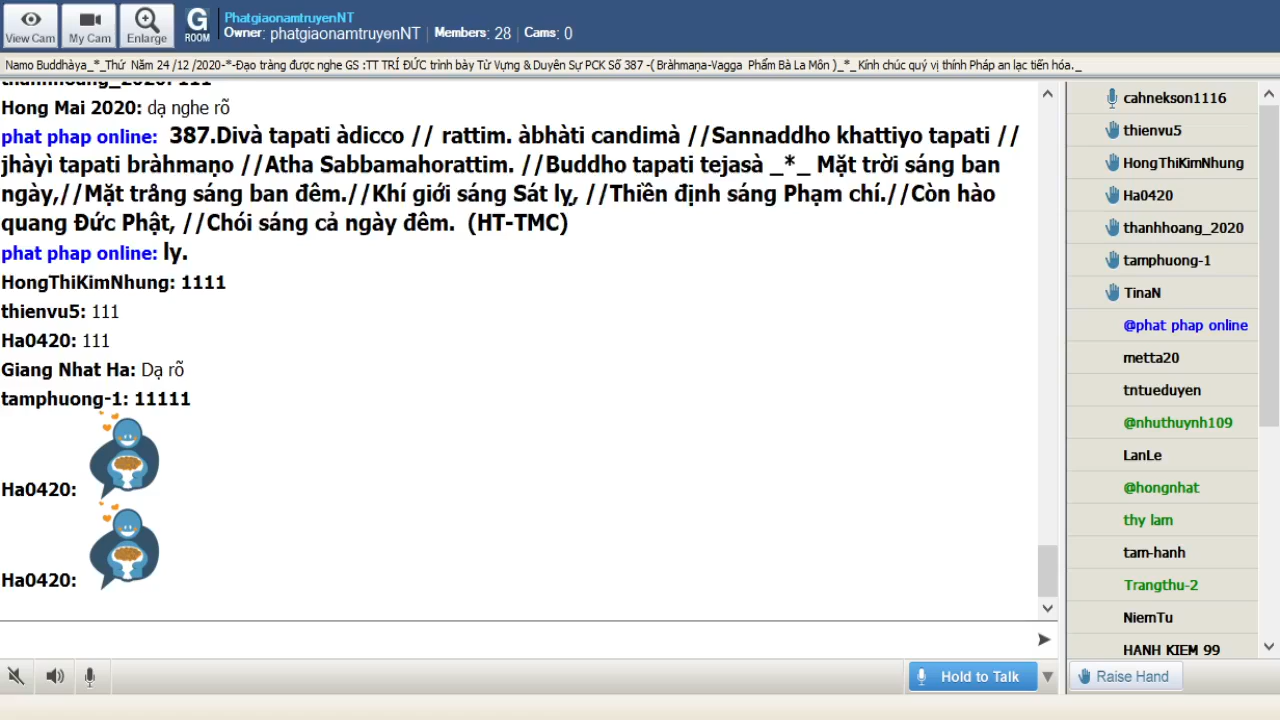 View Cam
My Cam
Enlarge
G
ROOM
PhatgiaonamtruyenNT
Owner: phatgiaonamtruyenNT | Members: 28 | Cams: 0
Namo Buddhàya_*_Thứ Năm 24 /12 /2020-*-Đạo tràng được nghe GS :TT TRÍ ĐỨC trình bày Từ Vựng & Duyên Sự PCK Số 387 -( Bràhmaṇa-Vagga Phẩm Bà La Môn )_*_ Kính chúc quý vị thính Pháp an lạc tiến hóa._
thanhhoang_2020: 111
Hong Mai 2020: dạ nghe rõ
phat phap online: 387.Divà tapati àdicco // rattim. àbhàti candimà //Sannaddho khattiyo tapati //
jhàyì tapati bràhmaṇo //Atha Sabbamahorattim. //Buddho tapati tejasà _*_ Mặt trời sáng ban
ngày,//Mặt trăng sáng ban đêm.//Khí giới sáng Sát lỵ, //Thiền định sáng Phạm chí.//Còn hào
quang Đức Phật, //Chói sáng cả ngày đêm. (HT-TMC)
phat phap online: ly.
HongThiKimNhung: 1111
thienvu5: 111
Ha0420: 111
Giang Nhat Ha: Dạ rõ
tamphuong-1: 11111
Ha0420:
Ha0420:
Hold to Talk
cahnekson1116
thienvu5
HongThiKimNhung
Ha0420
thanhhoang_2020
tamphuong-1
TinaN
@phat phap online
metta20
tntueduyen
@nhuthuynh109
LanLe
@hongnhat
thy lam
tam-hanh
Trangthu-2
NiemTu
HANH KIEM 99
Raise Hand